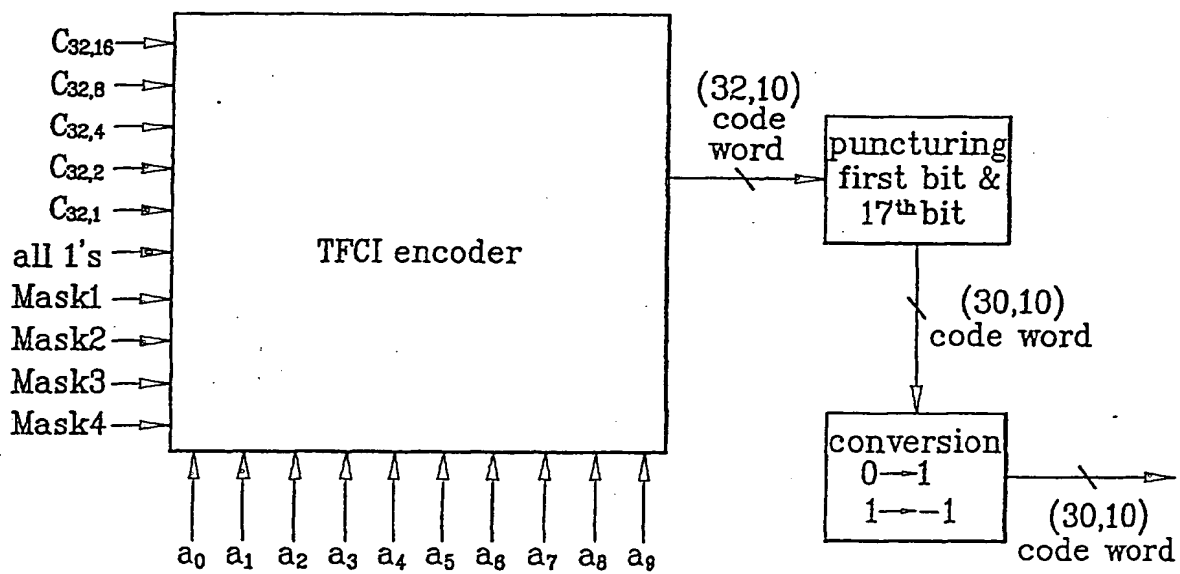 C32,16
C32,8
C32,4
C32,2
C32,1
all 1's
Mask1
Mask2
Mask3
Mask4
TFCI encoder
a0 a1 a2 a3 a4 a5 a6 a7 a8 a9
(32,10)
code
word
puncturing
first bit &
17th bit
(30,10)
code word
conversion
0→1
1→-1
(30,10)
code word